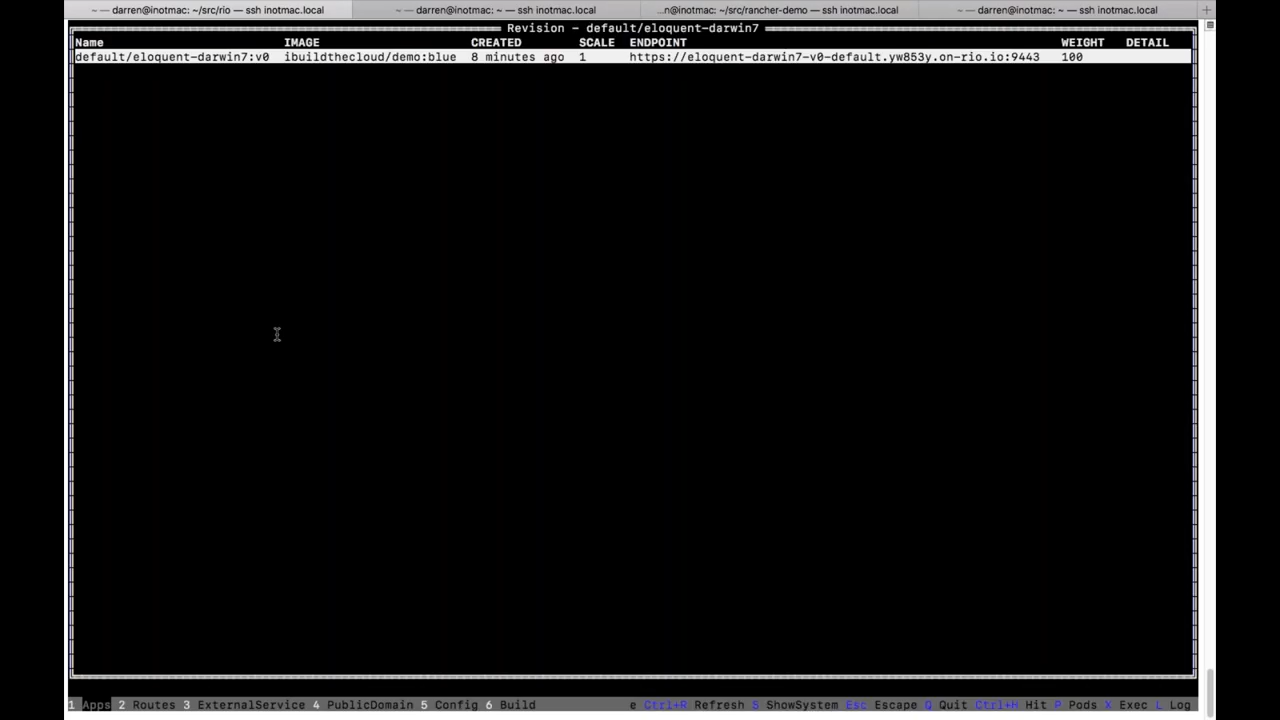 ~ — darren@inotmac: ~/src/rio — ssh inotmac.local ~ — darren@inotmac: ~ — ssh inotmac.local ...n@inotmac: ~/src/rancher-demo — ssh inotmac.local ~ — darren@inotmac: ~ — ssh inotmac.local +
Revision - default/eloquent-darwin7
Name IMAGE CREATED SCALE ENDPOINT WEIGHT DETAIL
default/eloquent-darwin7:v0 ibuildthecloud/demo:blue 8 minutes ago 1 https://eloquent-darwin7-v0-default.yw853y.on-rio.io:9443 100
1 Apps 2 Routes 3 ExternalService 4 PublicDomain 5 Config 6 Build e Ctrl+R Refresh S ShowSystem Esc Escape Q Quit Ctrl+H Hit P Pods X Exec L Log